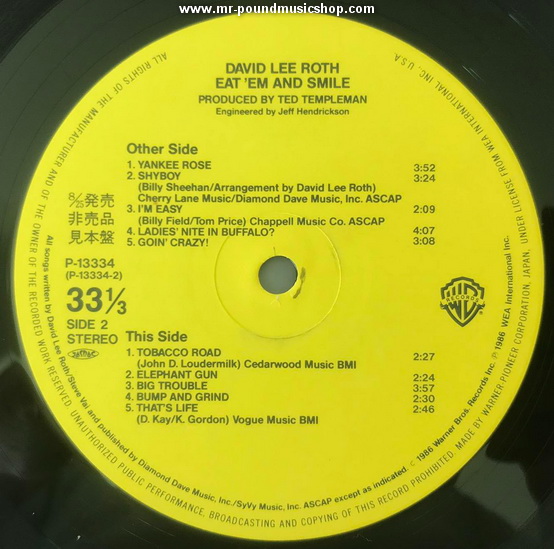 www.mr-poundmusicshop.com
DAVID LEE ROTH
EAT 'EM AND SMILE
PRODUCED BY TED TEMPLEMAN
Engineered by Jeff Hendrickson
Other Side
1. YANKEE ROSE 3:52
2. SHYBOY 3:24
(Billy Sheehan/Arrangement by David Lee Roth)
Cherry Lane Music/Diamond Dave Music, Inc. ASCAP
3. I'M EASY 2:09
(Billy Field/Tom Price) Chappell Music Co. ASCAP
4. LADIES' NITE IN BUFFALO? 4:07
5. GOIN' CRAZY! 3:08
8/25発売
非売品
見本盤
P-13334
(P-13334-2)
33⅓
SIDE 2
STEREO
WB
RECORDS
This Side
1. TOBACCO ROAD 2:27
(John D. Loudermilk) Cedarwood Music BMI
2. ELEPHANT GUN 2:24
3. BIG TROUBLE 3:57
4. BUMP AND GRIND 2:30
5. THAT'S LIFE 2:46
(D. Kay/K. Gordon) Vogue Music BMI
All songs written by David Lee Roth/Steve Vai and published by Diamond Dave Music, Inc./SyVy Music, Inc. ASCAP except as indicated. © 1986 Warner Bros. Records Inc. ℗ 1986 WEA International Inc.
ALL RIGHTS OF THE MANUFACTURER AND OF THE OWNER OF THE RECORDED WORK RESERVED. UNAUTHORIZED PUBLIC PERFORMANCE, BROADCASTING AND COPYING OF THIS RECORD PROHIBITED. MADE BY WARNER-PIONEER CORPORATION, JAPAN, UNDER LICENSE FROM WEA INTERNATIONAL, INC., U.S.A.